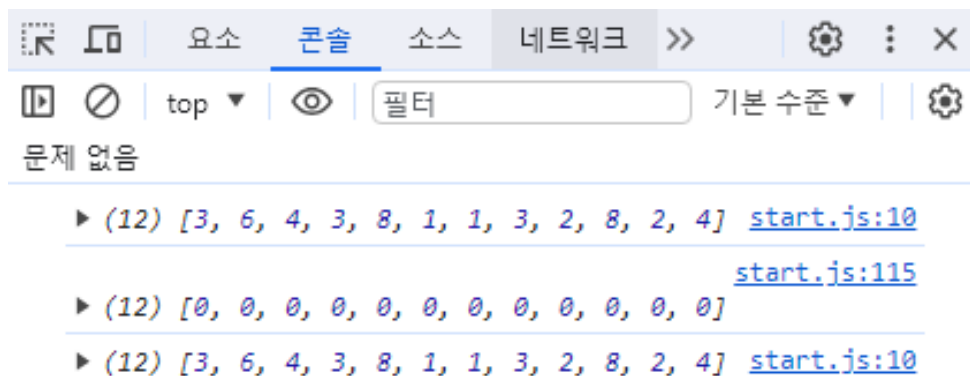 요소 콘솔 소스 네트워크
top 필터 기본 수준
문제 없음
(12) [3, 6, 4, 3, 8, 1, 1, 3, 2, 8, 2, 4] start.js:10
start.js:115
(12) [0, 0, 0, 0, 0, 0, 0, 0, 0, 0, 0, 0]
(12) [3, 6, 4, 3, 8, 1, 1, 3, 2, 8, 2, 4] start.js:10